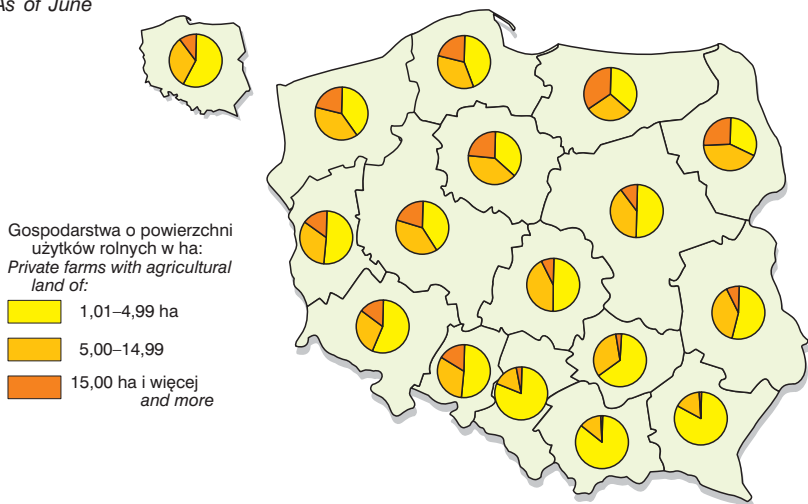 As of June
Gospodarstwa o powierzchni
użytków rolnych w ha:
Private farms with agricultural
land of:
1,01–4,99 ha
5,00–14,99
15,00 ha i więcej
and more